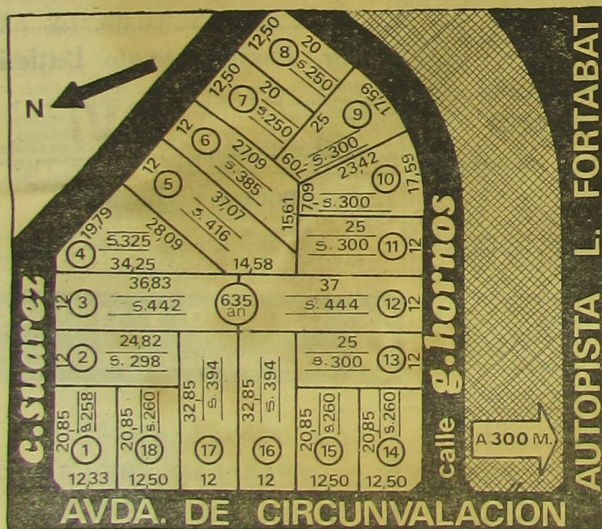 N
12,50
20
8
s.250
12,50
20
7
s.250
17,59
25
9
s.300
7,09
12
6
27,09
s.385
23,42
10
17,59
7,09
s.300
12
5
37,07
s.416
1561
25
11
12
s.300
19,79
28,09
4
s.325
34,25
14,58
36,83
12
3
s.442
635
an
37
s.444
12
12
24,82
12
2
s.298
25
s.300
13
12
20,85
s.258
1
12,33
20,85
s.260
18
12,50
32,85
s.394
17
12
32,85
s.394
16
12
20,85
s.260
15
12,50
20,85
s.260
14
12,50
c.suarez
calle g.hornos
A 300 M.
AUTOPISTA L. FORTABAT
AVDA. DE CIRCUNVALACION